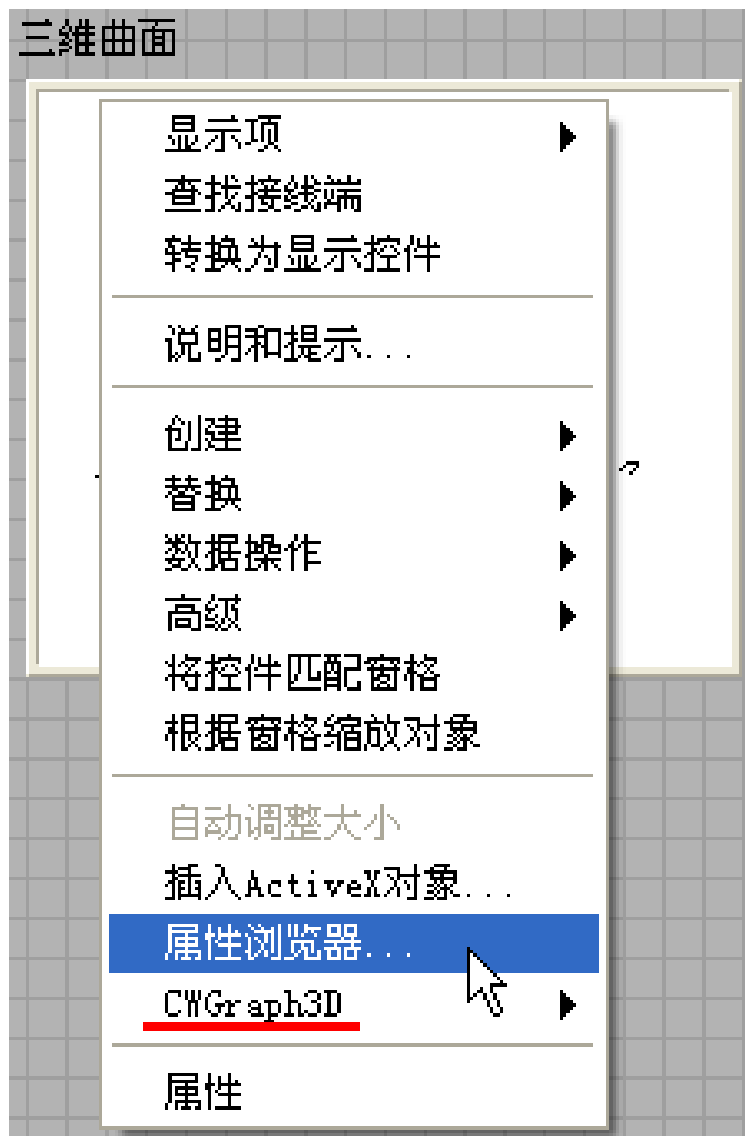 三维曲面
显示项
查找接线端
转换为显示控件
说明和提示...
创建
替换
数据操作
高级
将控件匹配窗格
根据窗格缩放对象
自动调整大小
插入ActiveX对象...
属性浏览器...
CWGraph3D
属性